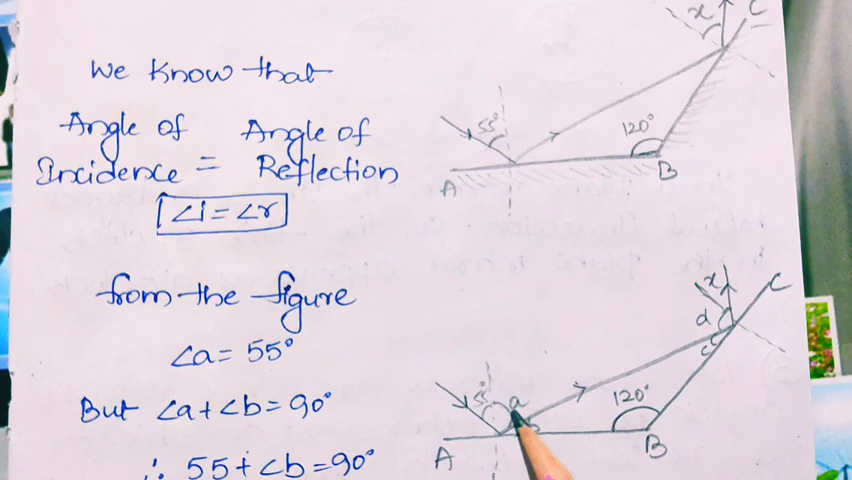 We know that
Angle of Angle of
Incidence = Reflection
∠i = ∠r
from the figure
∠a = 55°
But ∠a + ∠b = 90°
∴ 55 + ∠b = 90°
x
C
55°
120°
A
B
x
C
d
c
55°
a
120°
b
A
B